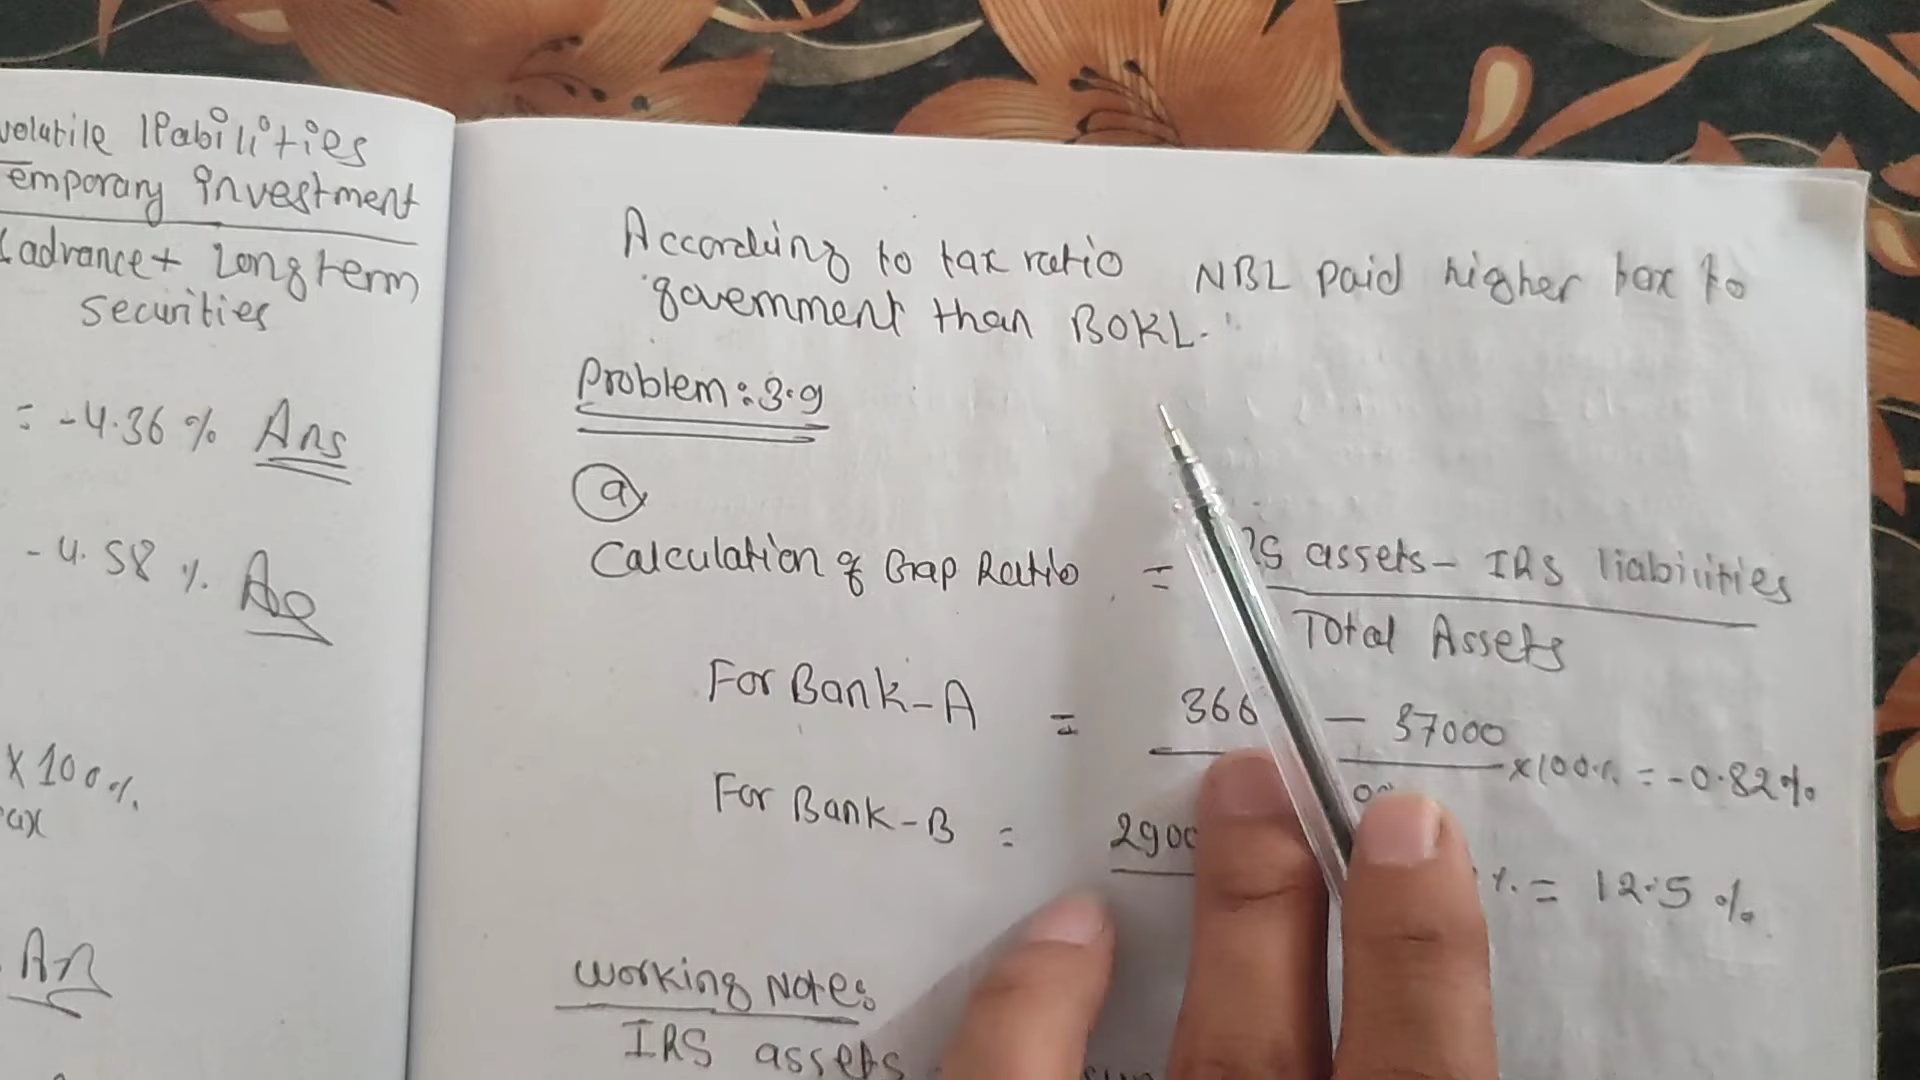 volatile liabilities
Temporary investment
advance + Long term
securities
= -4.36 % Ans
-4.58 % Ans
X 100%
ax
An
According to tax ratio NBL paid higher tax to
government than BOKL.
Problem: 3.9
a
Calculation of Gap Ratio = RS assets - IRS liabilities
Total Assets
For Bank-A = 366 - 37000
x100% = -0.82%
For Bank-B = 2900
%. = 12.5 %
Working Notes
IRS assets